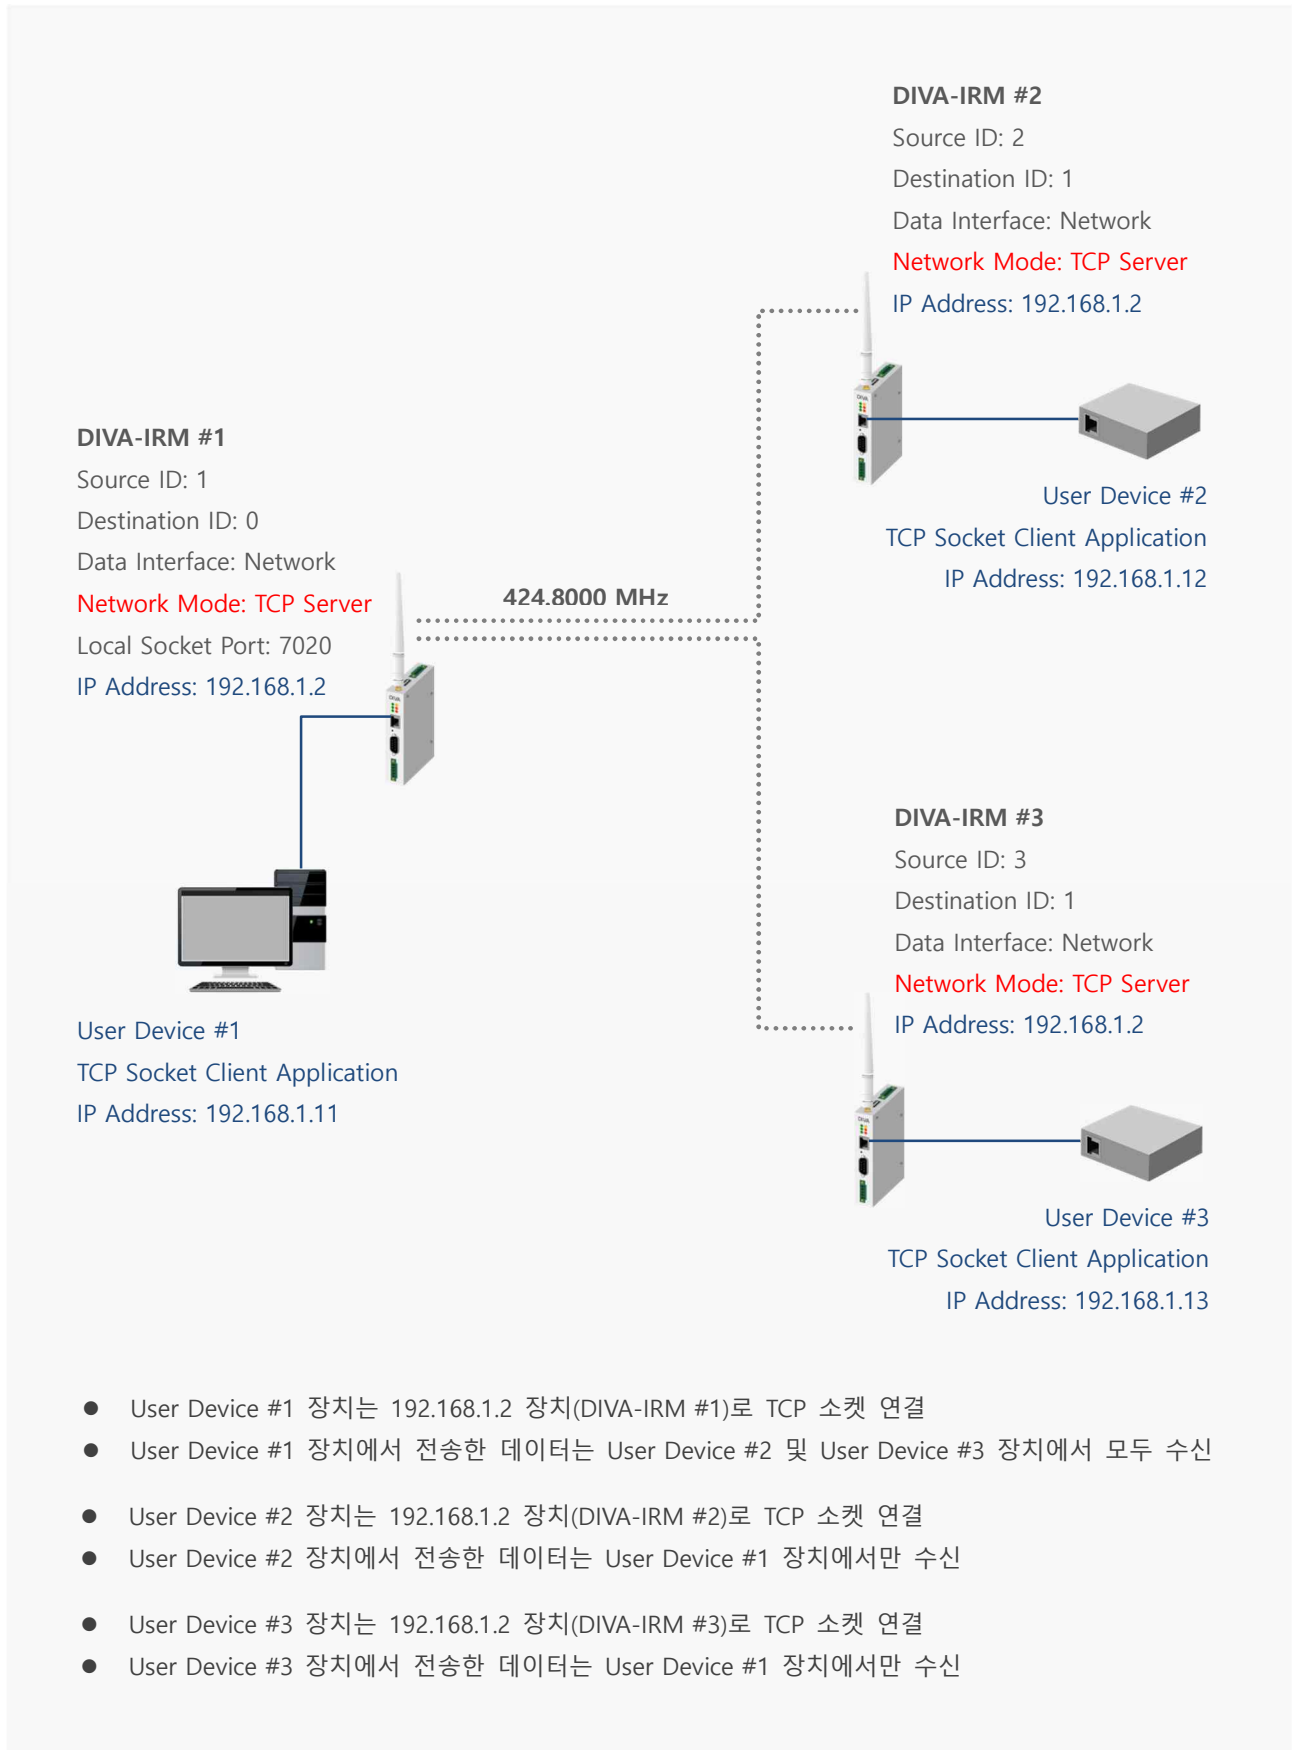 DIVA-IRM #2
Source ID: 2
Destination ID: 1
Data Interface: Network
Network Mode: TCP Server
IP Address: 192.168.1.2
DIVA
User Device #2
TCP Socket Client Application
IP Address: 192.168.1.12
DIVA-IRM #1
Source ID: 1
Destination ID: 0
Data Interface: Network
Network Mode: TCP Server
Local Socket Port: 7020
IP Address: 192.168.1.2
DIVA
424.8000 MHz
User Device #1
TCP Socket Client Application
IP Address: 192.168.1.11
DIVA-IRM #3
Source ID: 3
Destination ID: 1
Data Interface: Network
Network Mode: TCP Server
IP Address: 192.168.1.2
DIVA
User Device #3
TCP Socket Client Application
IP Address: 192.168.1.13
● User Device #1 장치는 192.168.1.2 장치(DIVA-IRM #1)로 TCP 소켓 연결
● User Device #1 장치에서 전송한 데이터는 User Device #2 및 User Device #3 장치에서 모두 수신
● User Device #2 장치는 192.168.1.2 장치(DIVA-IRM #2)로 TCP 소켓 연결
● User Device #2 장치에서 전송한 데이터는 User Device #1 장치에서만 수신
● User Device #3 장치는 192.168.1.2 장치(DIVA-IRM #3)로 TCP 소켓 연결
● User Device #3 장치에서 전송한 데이터는 User Device #1 장치에서만 수신